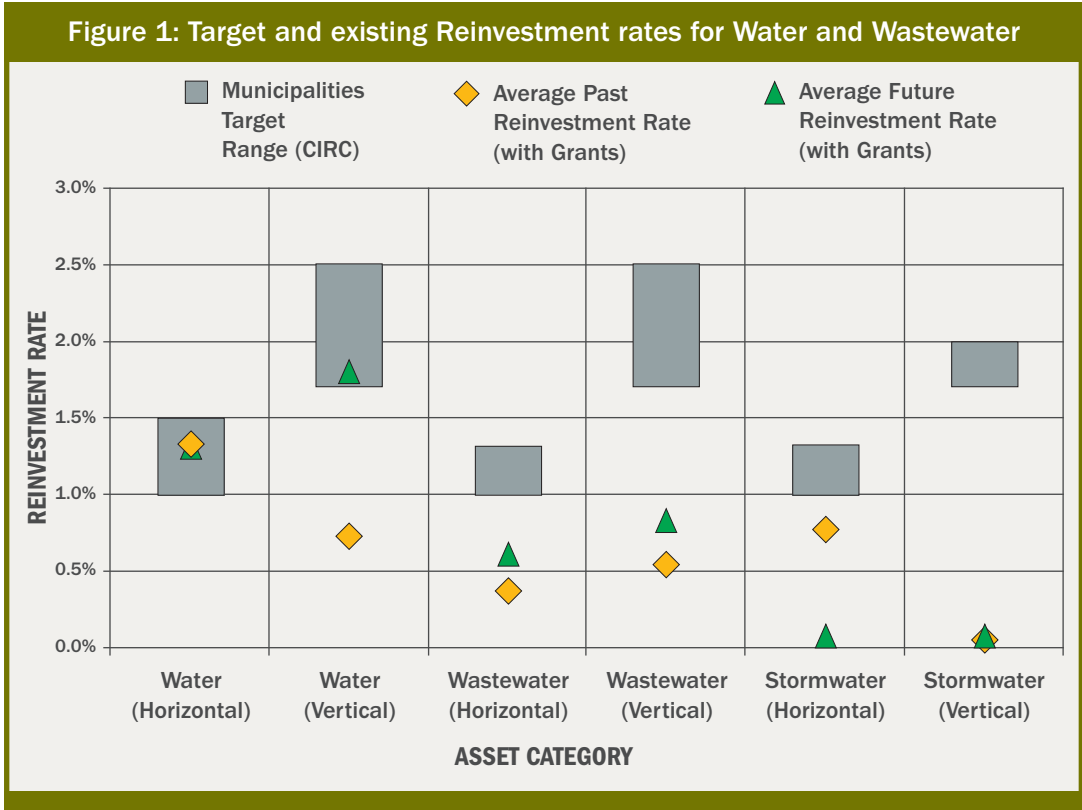 Figure 1: Target and existing Reinvestment rates for Water and Wastewater
Municipalities
Target
Range (CIRC)
Average Past
Reinvestment Rate
(with Grants)
Average Future
Reinvestment Rate
(with Grants)
REINVESTMENT RATE
3.0%
2.5%
2.0%
1.5%
1.0%
0.5%
0.0%
Water
(Horizontal)
Water
(Vertical)
Wastewater
(Horizontal)
Wastewater
(Vertical)
Stormwater
(Horizontal)
Stormwater
(Vertical)
ASSET CATEGORY